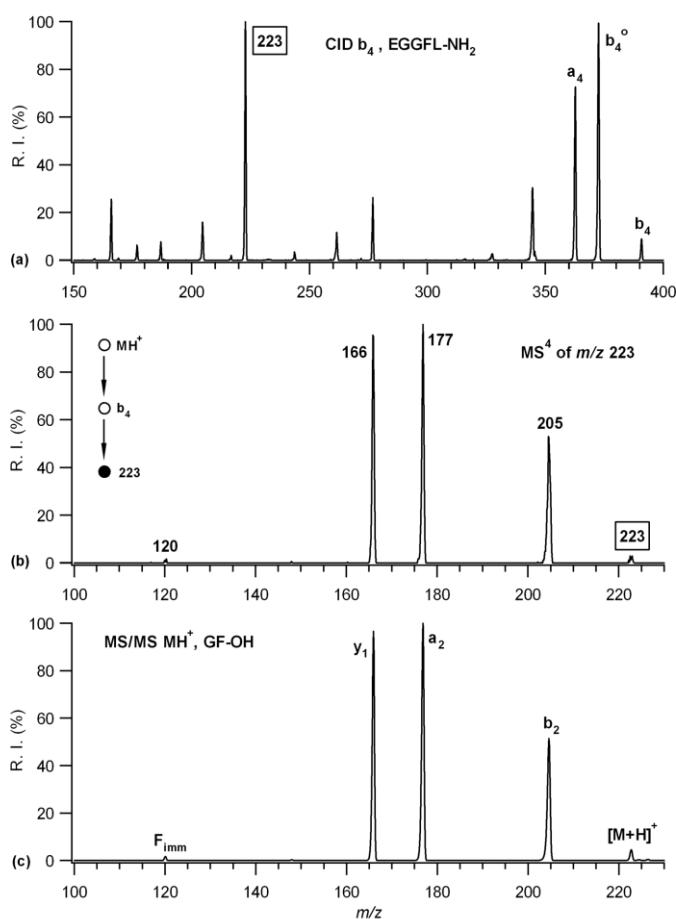 223
CID b₄ , EGGFL-NH₂
b₄°
a₄
b₄
R. I. (%)
100
80
60
40
20
0
(a)
150 200 250 300 350 400
MH⁺
b₄
223
166
177
MS⁴ of m/z 223
205
120
223
R. I. (%)
100
80
60
40
20
0
(b)
100 120 140 160 180 200 220
MS/MS MH⁺, GF-OH
y₁
a₂
b₂
F_imm
[M+H]⁺
R. I. (%)
100
80
60
40
20
0
(c)
100 120 140 160 180 200 220
m/z